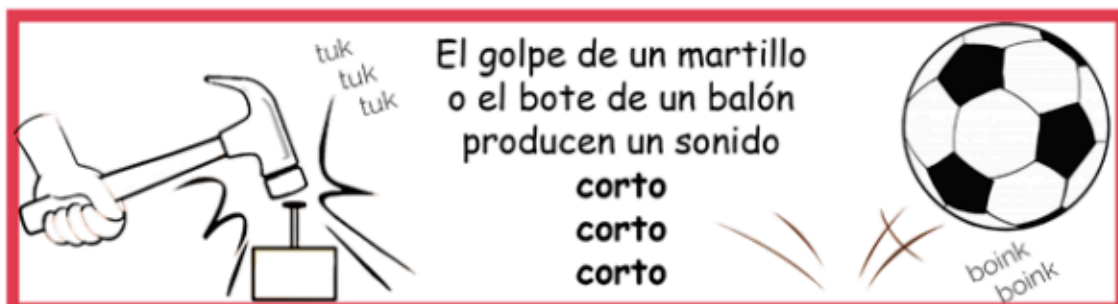 tuk
tuk
tuk
El golpe de un martillo
o el bote de un balón
producen un sonido
corto
corto
corto
boink
boink